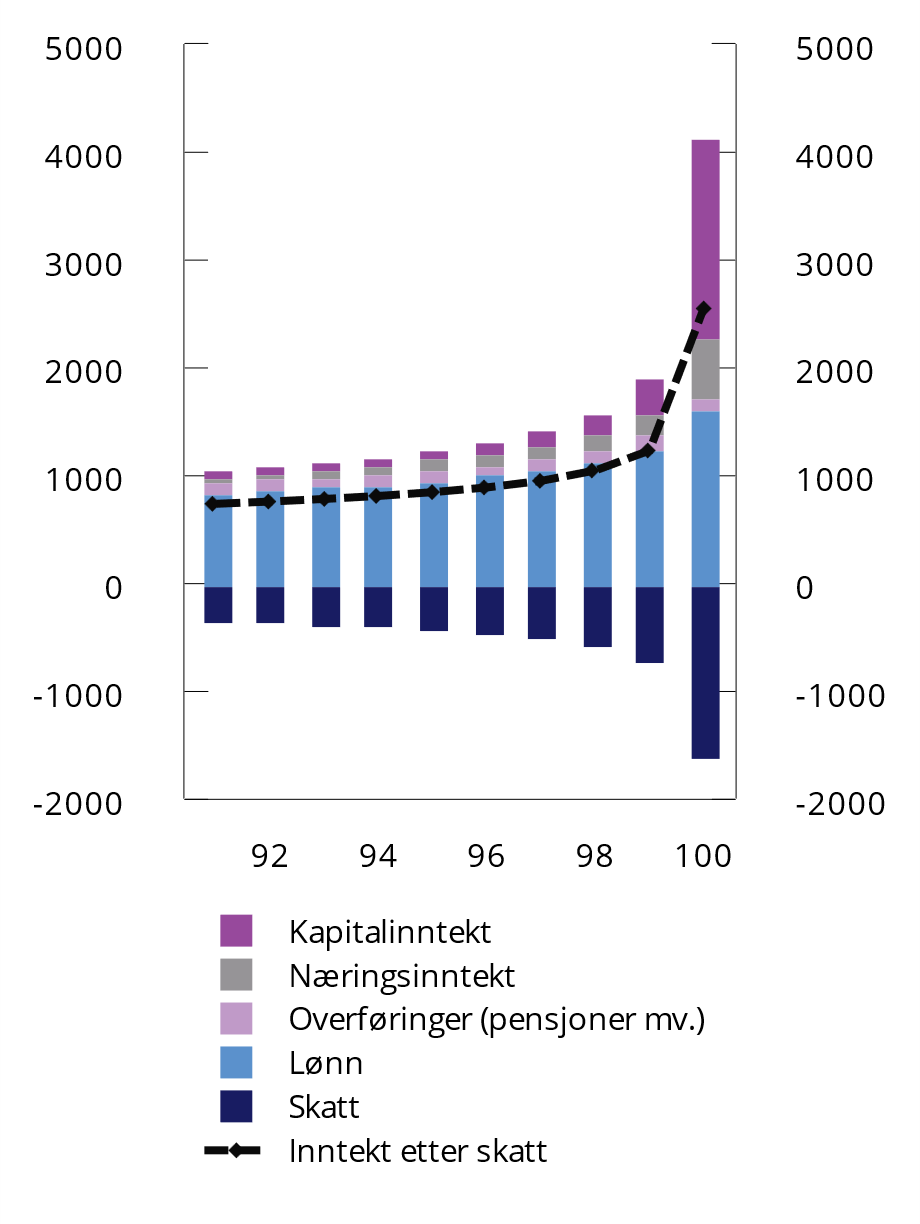 5000 5000
4000 4000
3000 3000
2000 2000
1000 1000
0 0
-1000 -1000
-2000 -2000
92 94 96 98 100
Kapitalinntekt
Næringsinntekt
Overføringer (pensjoner mv.)
Lønn
Skatt
Inntekt etter skatt